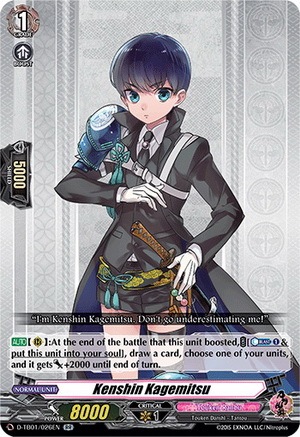 1
GRADE
BOOST
5000
SHIELD
"I'm Kenshin Kagemitsu, Don't go underestimating me!"
AUTO :At the end of the battle that this unit boosted, 1 &
put this unit into your soul], draw a card, choose one of your units,
and it gets +2000 until end of turn.
NORMAL UNIT
Kenshin Kagemitsu
POWER 8000 CRITICAL 1
Touken Danshi - Tantou
D-TB01/026EN RR ©2015 EXNOA LLC/Nitroplus